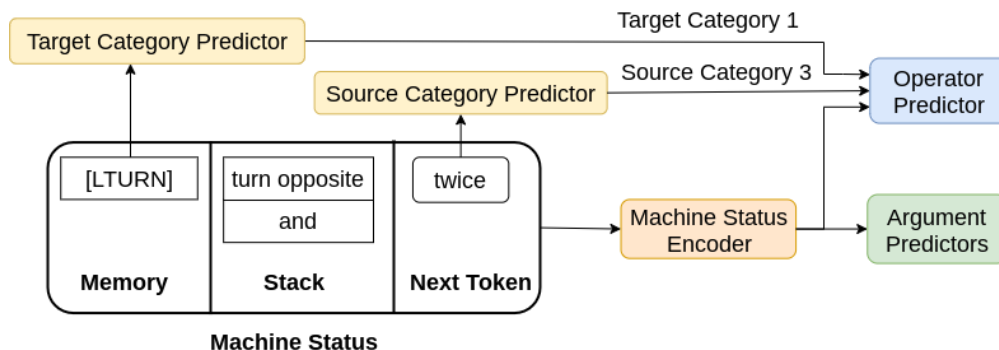 Target Category 1
Target Category Predictor
Source Category 3
Source Category Predictor
Operator
Predictor
[LTURN]
turn opposite
and
twice
Machine Status
Encoder
Argument
Predictors
Memory
Stack
Next Token
Machine Status